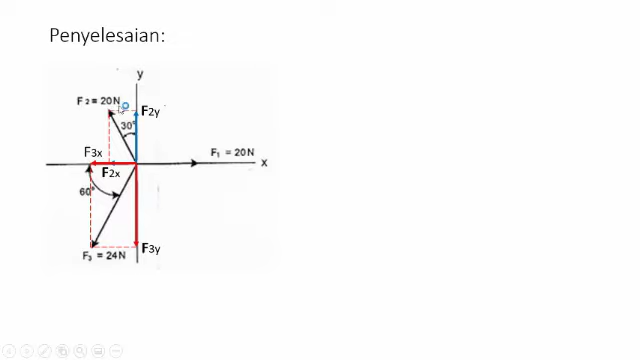 Penyelesaian:
y
F₂ = 20N
F2y
30°
F3x
F₁ = 20N
x
F2x
60°
F3y
F₃ = 24N